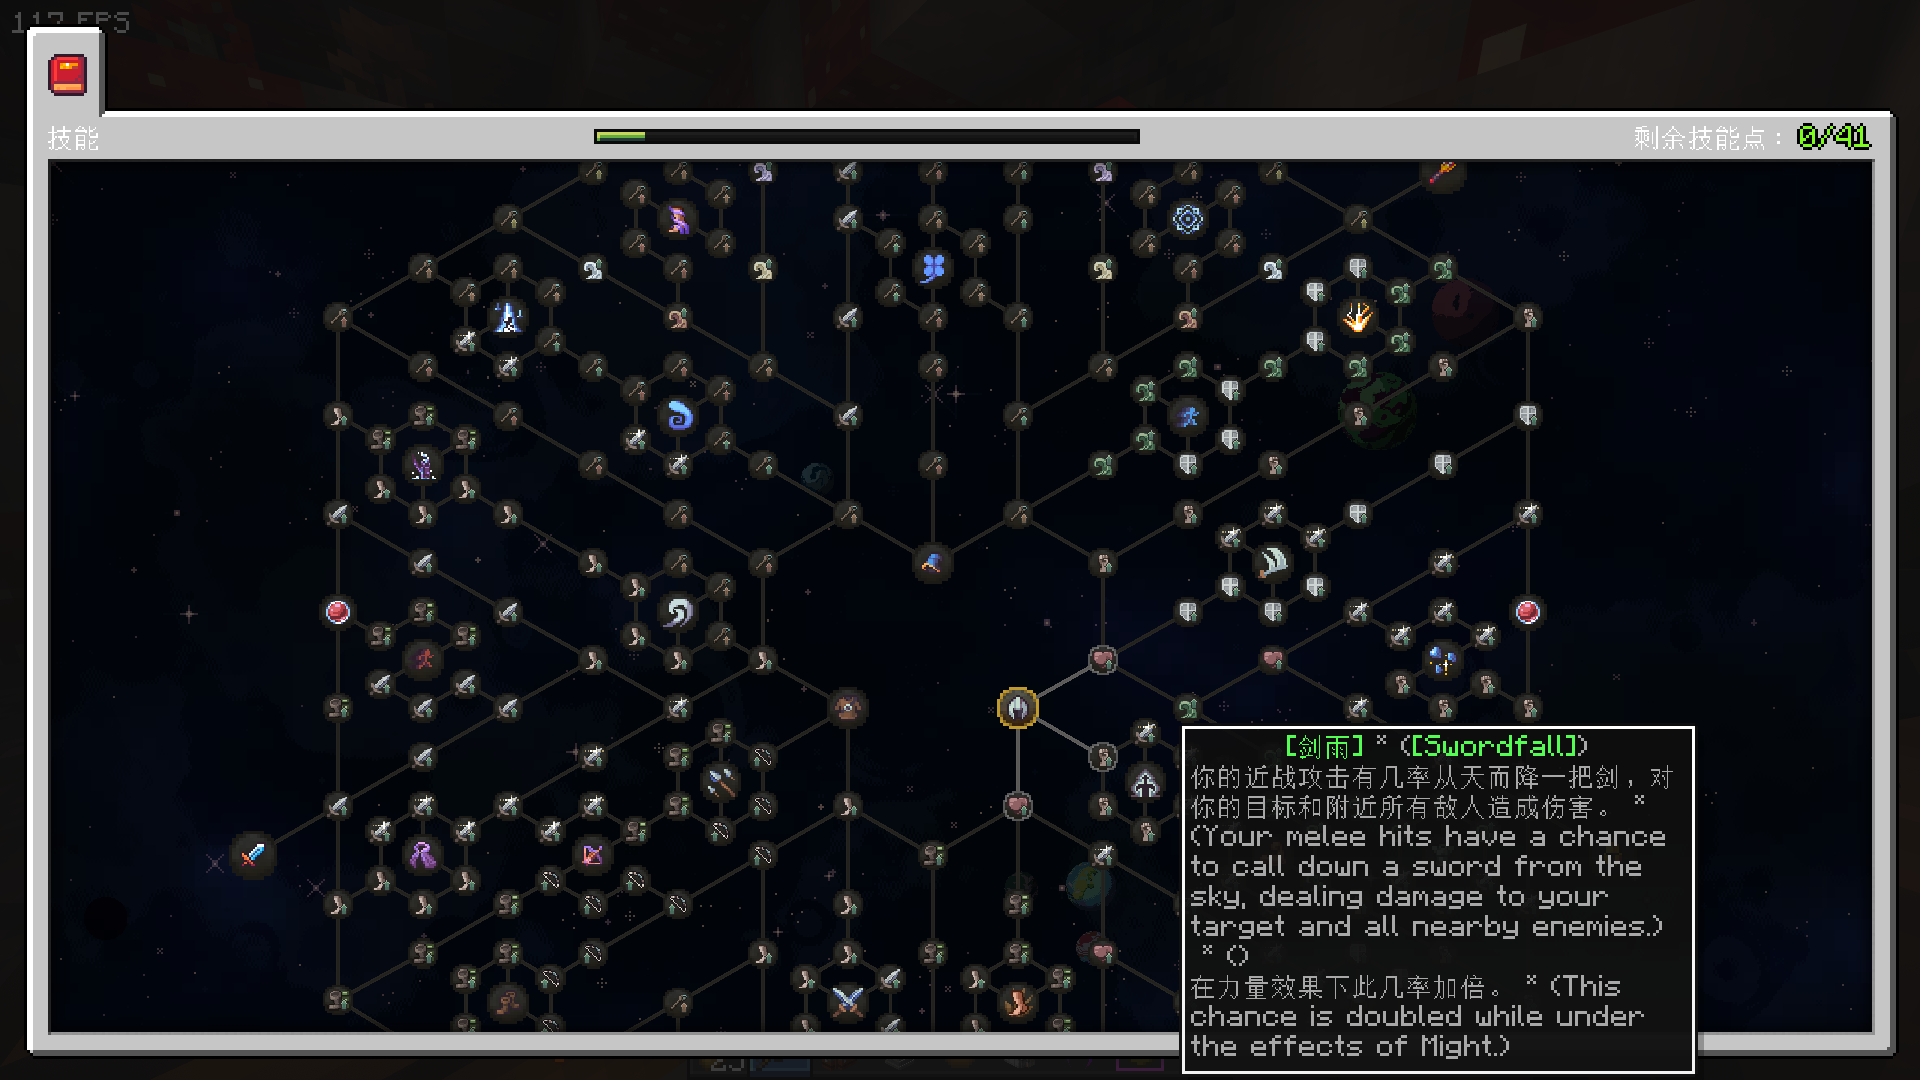 117 FPS
技能
剩余技能点： 0/41
[剑雨] * ([Swordfall])
你的近战攻击有几率从天而降一把剑，对
你的目标和附近所有敌人造成伤害。 *
(Your melee hits have a chance
to call down a sword from the
sky, dealing damage to your
target and all nearby enemies.)
* ○
在力量效果下此几率加倍。 * (This
chance is doubled while under
the effects of Might.)